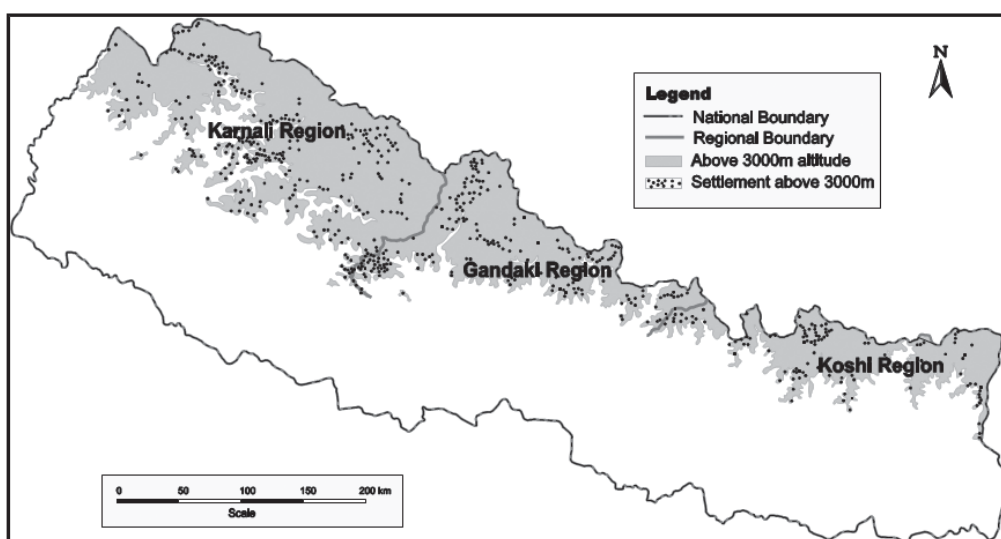 N
Legend
National Boundary
Regional Boundary
Above 3000m altitude
Settlement above 3000m
Karnali Region
Gandaki Region
Koshi Region
0 50 100 150 200 km
Scale